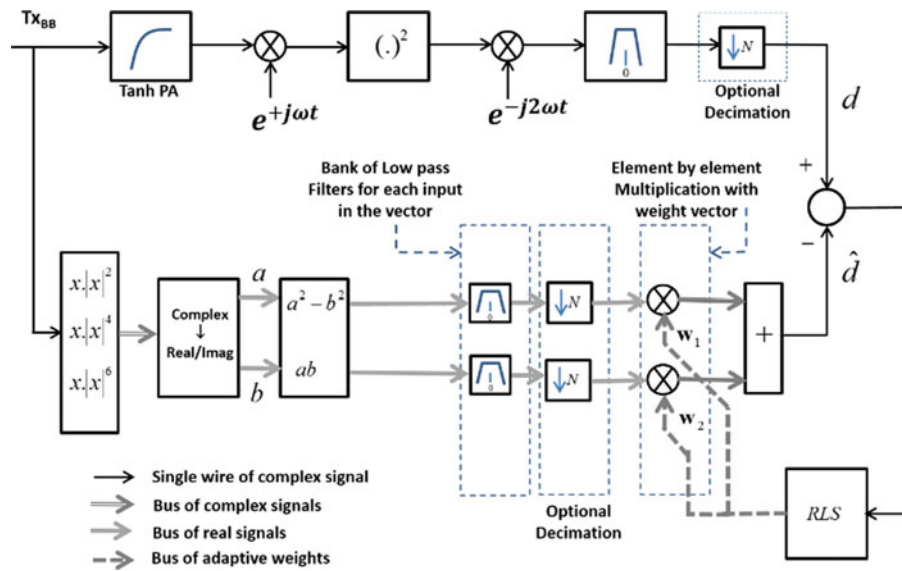 Tx_BB
Tanh PA
e^{+jωt}
(.)^2
e^{-j2ωt}
0
↓N
Optional
Decimation
d
Bank of Low pass
Filters for each input
in the vector
Element by element
Multiplication with
weight vector
+
−
d̂
x.|x|^2
x.|x|^4
x.|x|^6
Complex
↓
Real/Imag
a
b
a^2 − b^2
ab
0
↓N
w_1
+
0
↓N
w_2
Single wire of complex signal
Bus of complex signals
Bus of real signals
Bus of adaptive weights
Optional
Decimation
RLS